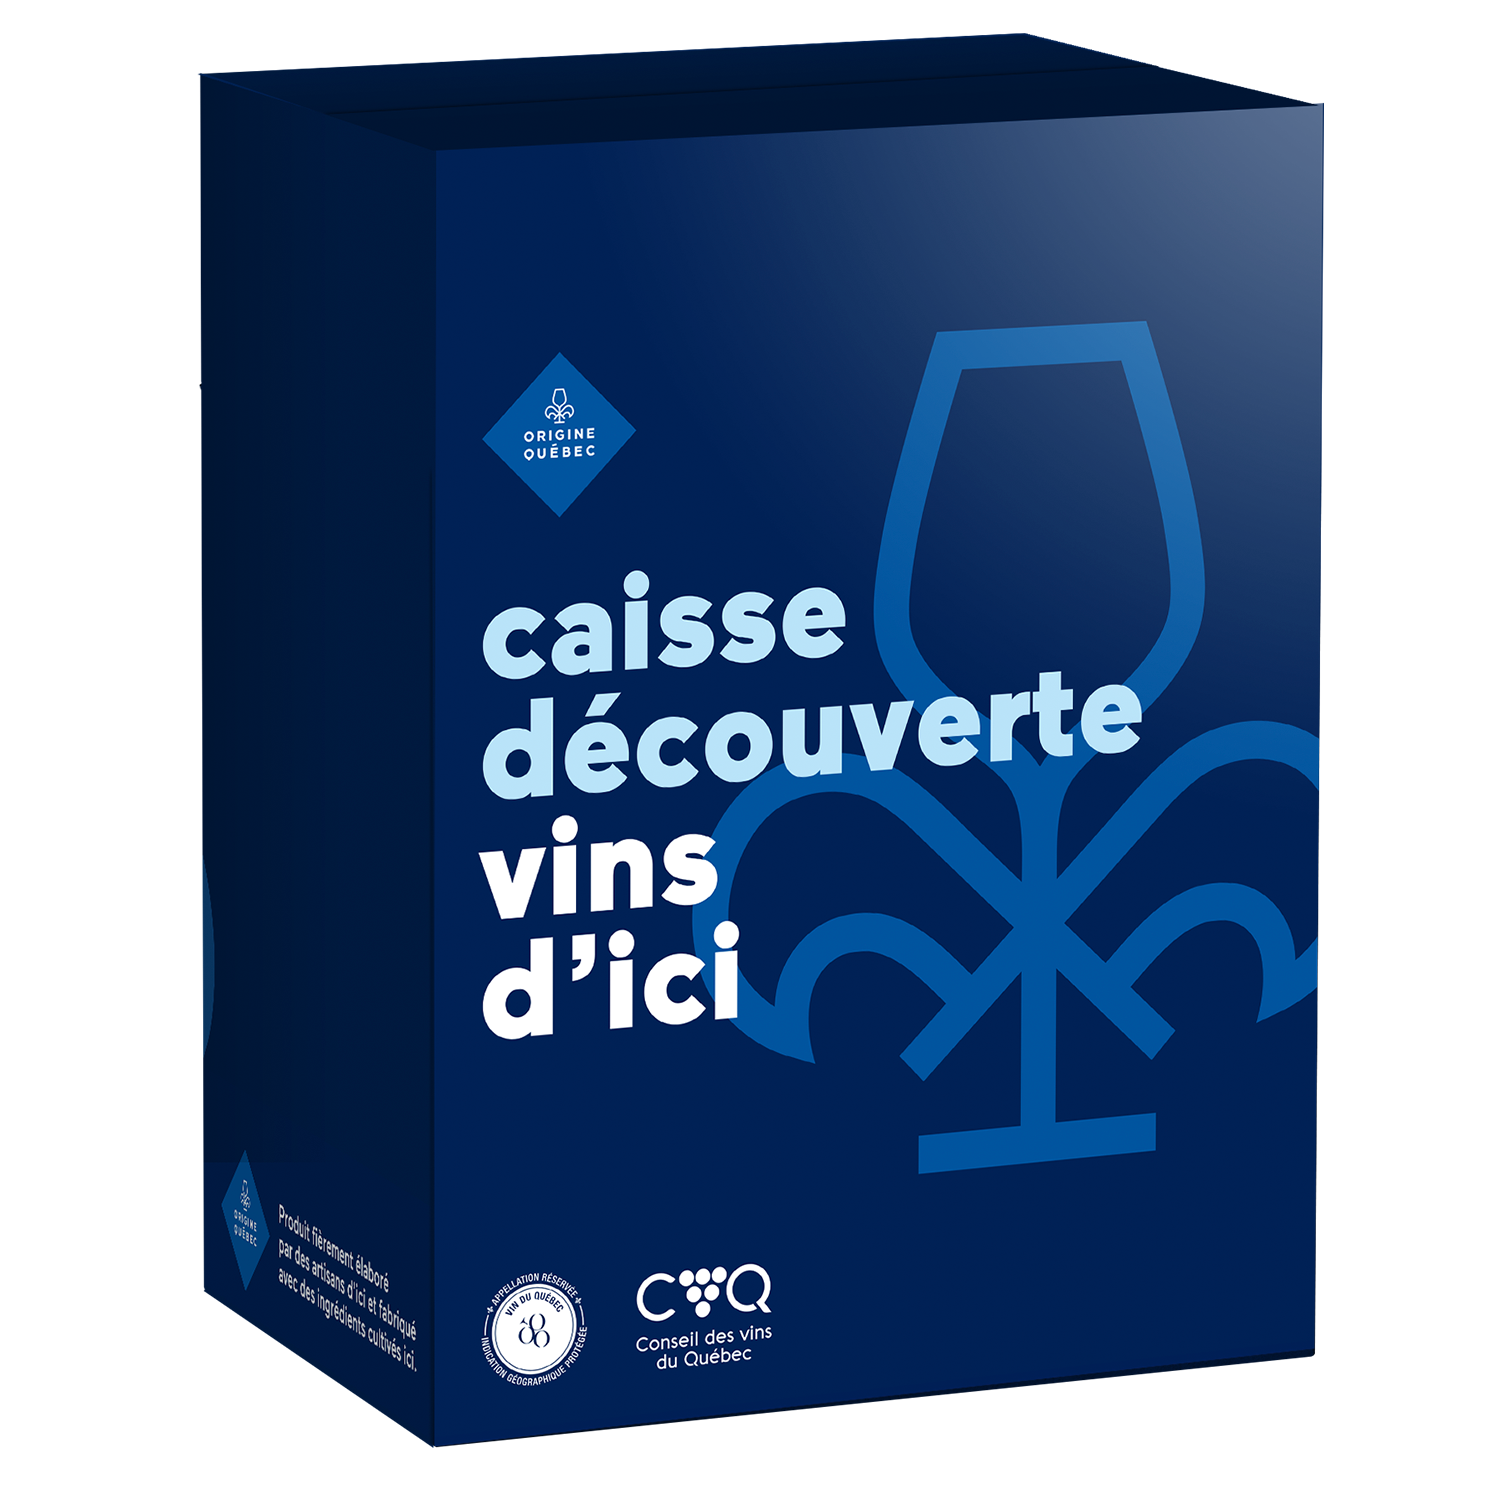 ORIGINE
QUÉBEC
caisse
découverte
vins
d'ici
APPELLATION RÉSERVÉE
VIN DU QUÉBEC
INDICATION GÉOGRAPHIQUE PROTÉGÉE
CVQ
Conseil des vins
du Québec
ORIGINE
QUÉBEC
Produit fièrement élaboré
par des artisans d'ici et fabriqué
avec des ingrédients cultivés ici.